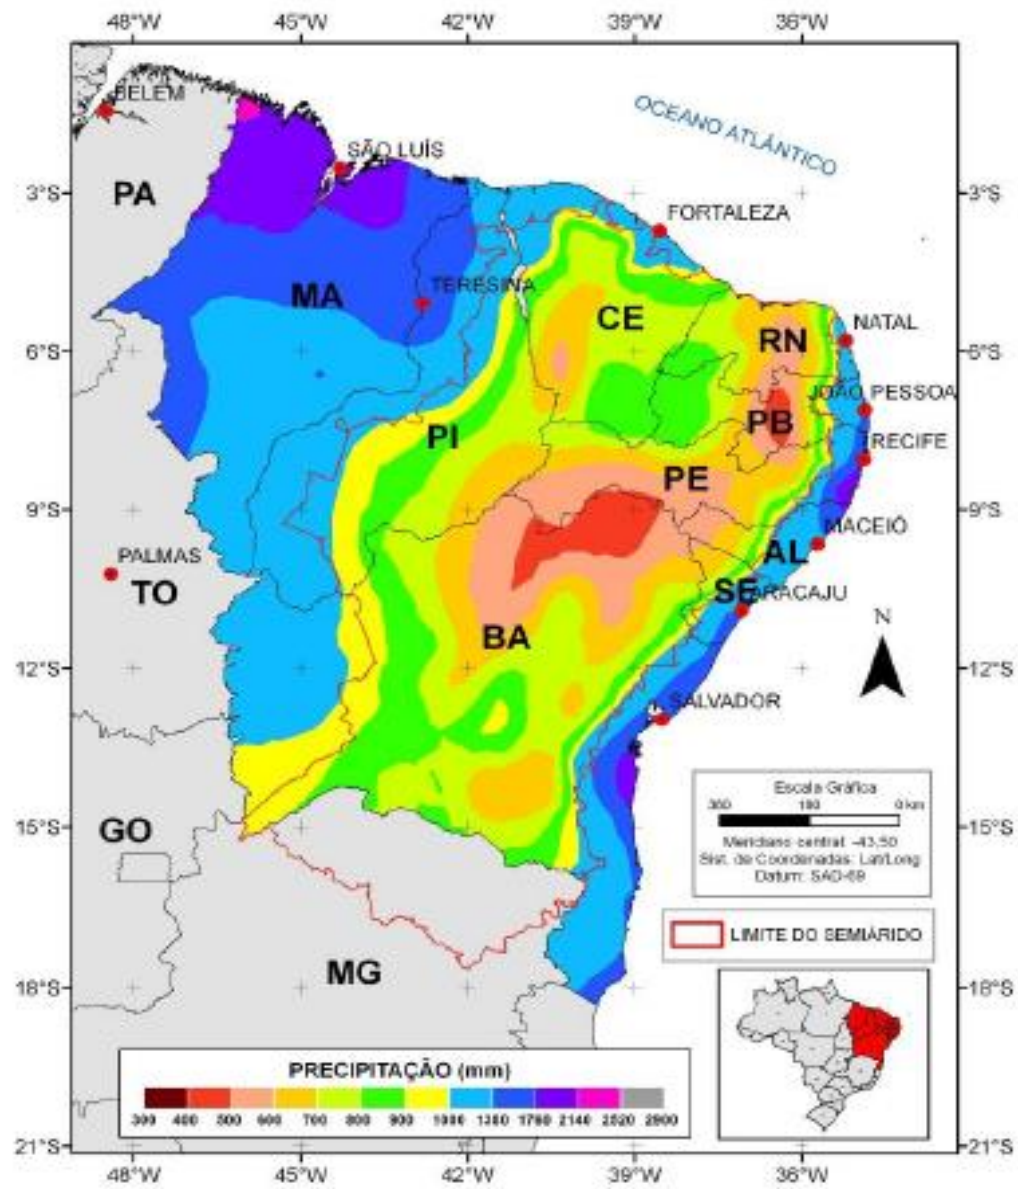 48°W 45°W 42°W 39°W 36°W
BELÉM
OCEANO ATLÂNTICO
SÃO LUÍS
3°S PA 3°S
FORTALEZA
MA TERESINA
CE
RN NATAL
6°S 6°S
JOÃO PESSOA
PB
PI RECIFE
PE
9°S 9°S
MACEIÓ
PALMAS AL
TO SE ARACAJU
N
BA
12°S 12°S
SALVADOR
Escala Gráfica
360 180 0 km
15°S GO 15°S
Meridiano central: -43,50
Sist. de Coordenadas: Lat/Long
Datum: SAD-69
LIMITE DO SEMIÁRIDO
MG
18°S 18°S
PRECIPITAÇÃO (mm)
300 400 500 600 700 800 900 1000 1380 1760 2140 2520 2900
21°S 21°S
48°W 45°W 42°W 39°W 36°W